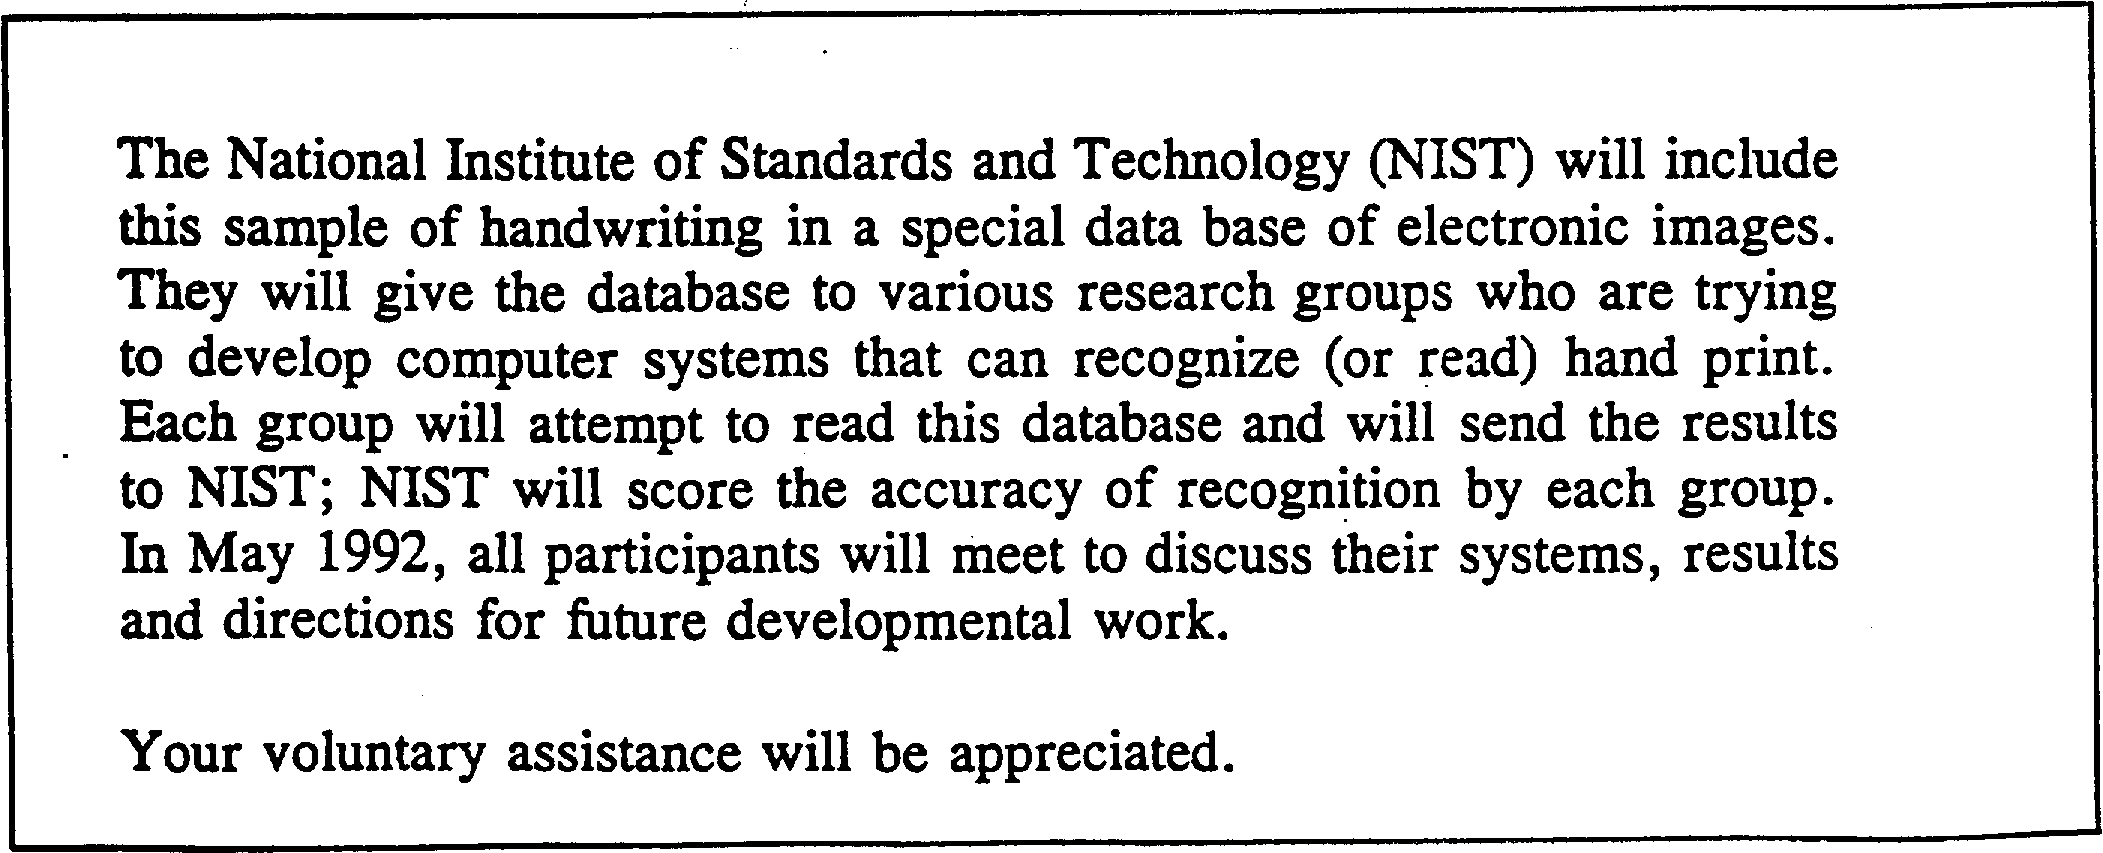 The National Institute of Standards and Technology (NIST) will include
this sample of handwriting in a special data base of electronic images.
They will give the database to various research groups who are trying
to develop computer systems that can recognize (or read) hand print.
Each group will attempt to read this database and will send the results
to NIST; NIST will score the accuracy of recognition by each group.
In May 1992, all participants will meet to discuss their systems, results
and directions for future developmental work.
Your voluntary assistance will be appreciated.